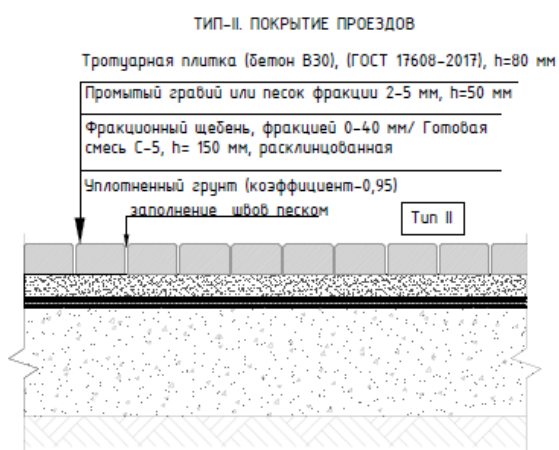 ТИП-II. ПОКРЫТИЕ ПРОЕЗДОВ
Тротуарная плитка (бетон В30), (ГОСТ 17608-2017), h=80 мм
Промытый гравий или песок фракции 2-5 мм, h=50 мм
Фракционный щебень, фракцией 0-40 мм/ Готовая
смесь С-5, h= 150 мм, расклинцованная
Уплотненный грунт (коэффициент-0,95)
заполнение швов песком
Тип II